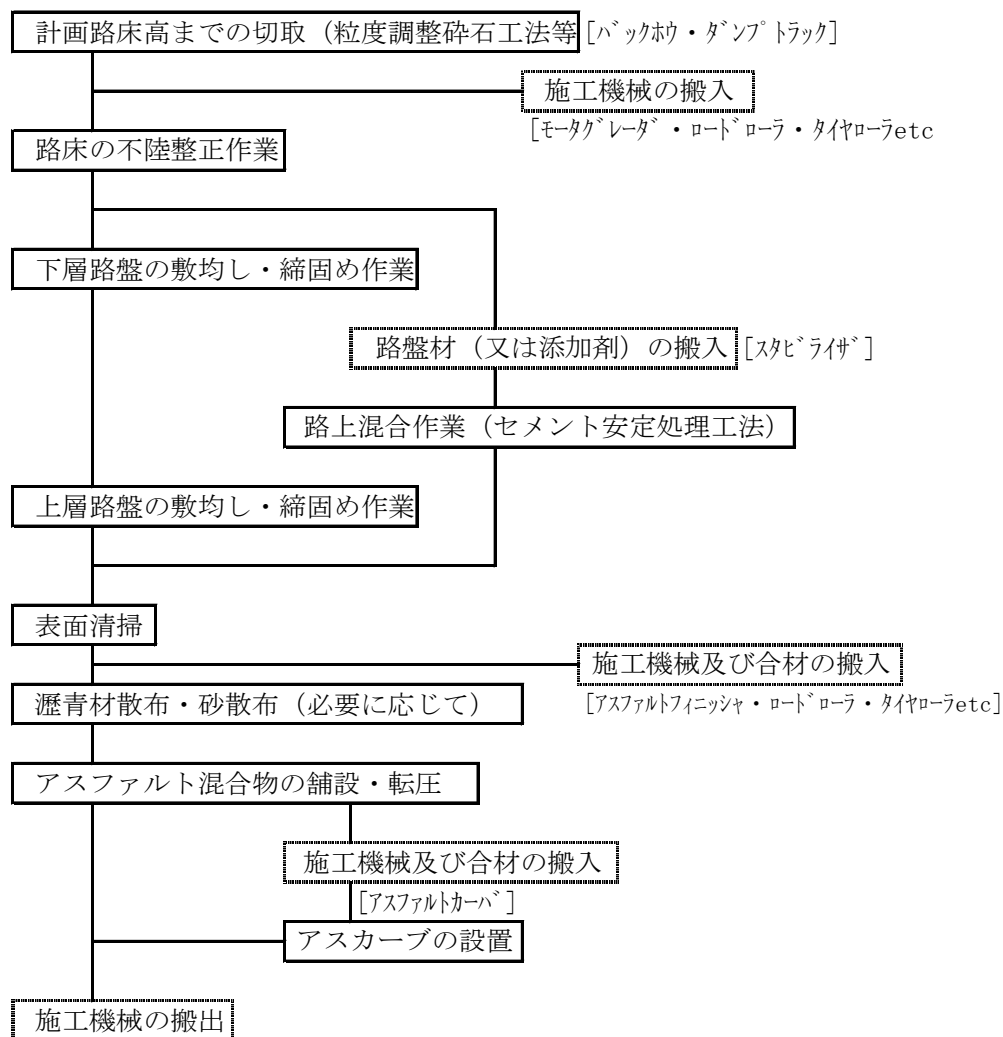 計画路床高までの切取（粒度調整砕石工法等［ﾊﾞｯｸﾎｳ・ﾀﾞﾝﾌﾟﾄﾗｯｸ］
施工機械の搬入
［ﾓｰﾀｸﾞﾚｰﾀﾞ・ﾛｰﾄﾞﾛｰﾗ・ﾀｲﾔﾛｰﾗetc
路床の不陸整正作業
下層路盤の敷均し・締固め作業
路盤材（又は添加剤）の搬入［ｽﾀﾋﾞﾗｲｻﾞ］
路上混合作業（セメント安定処理工法）
上層路盤の敷均し・締固め作業
表面清掃
施工機械及び合材の搬入
［ｱｽﾌｧﾙﾄﾌｨﾆｯｼｬ・ﾛｰﾄﾞﾛｰﾗ・ﾀｲﾔﾛｰﾗetc］
瀝青材散布・砂散布（必要に応じて）
アスファルト混合物の舗設・転圧
施工機械及び合材の搬入
［ｱｽﾌｧﾙﾄｶｰﾊﾞ］
アスカーブの設置
施工機械の搬出